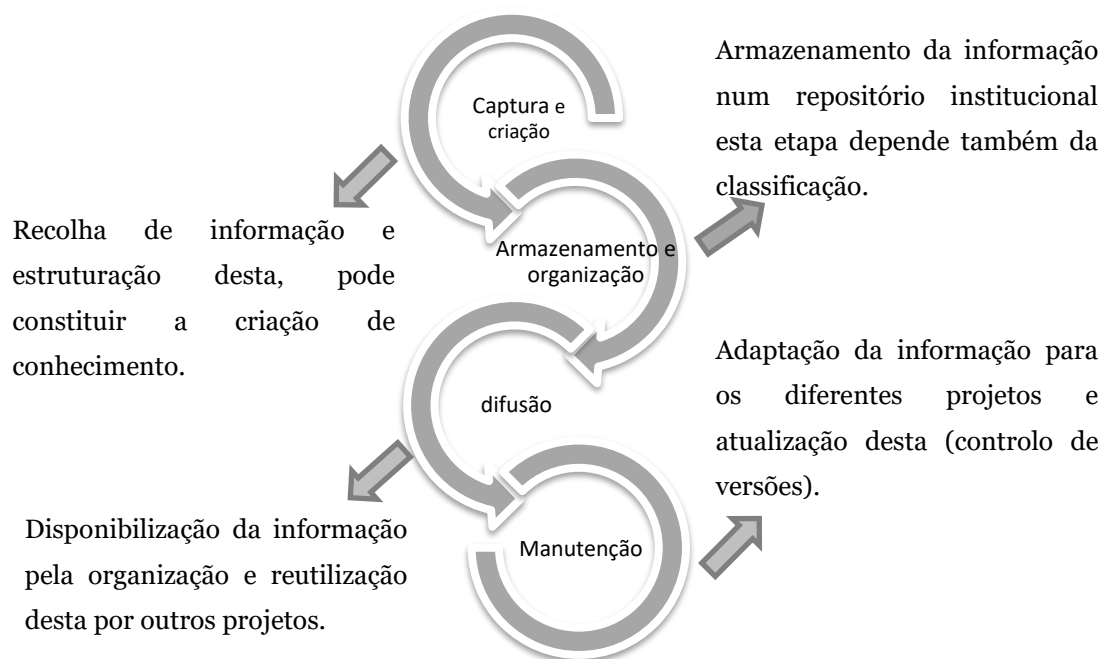 Captura e
criação
Armazenamento da informação
num repositório institucional
esta etapa depende também da
classificação.
Recolha de informação e
estruturação desta, pode
constituir a criação de
conhecimento.
Armazenamento e
organização
Adaptação da informação para
os diferentes projetos e
atualização desta (controlo de
versões).
difusão
Disponibilização da informação
pela organização e reutilização
desta por outros projetos.
Manutenção